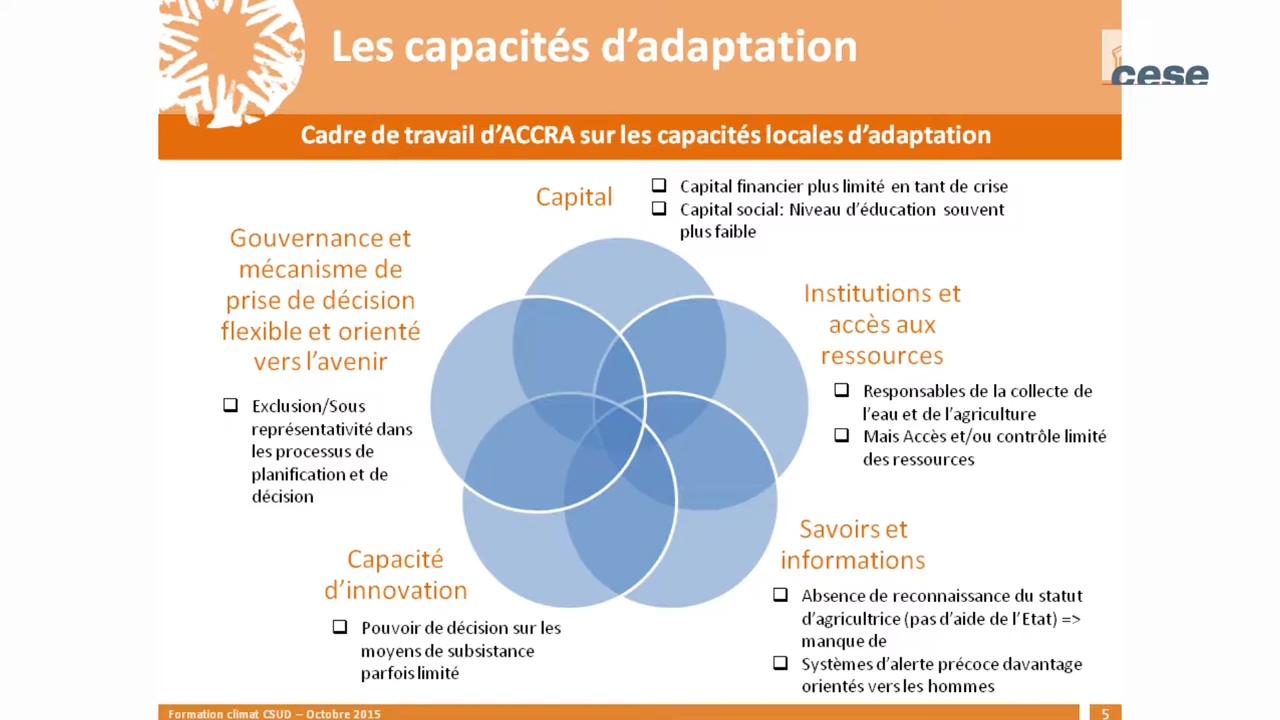 Les capacités d'adaptation
cese
Cadre de travail d'ACCRA sur les capacités locales d'adaptation
Capital
❑ Capital financier plus limité en tant de crise
❑ Capital social: Niveau d'éducation souvent
plus faible
Gouvernance et
mécanisme de
prise de décision
flexible et orienté
vers l'avenir
❑ Exclusion/Sous
représentativité dans
les processus de
planification et de
décision
Institutions et
accès aux
ressources
❑ Responsables de la collecte de
l'eau et de l'agriculture
❑ Mais Accès et/ou contrôle limité
des ressources
Savoirs et
informations
❑ Absence de reconnaissance du statut
d'agricultrice (pas d'aide de l'Etat) =>
manque de
❑ Systèmes d'alerte précoce davantage
orientés vers les hommes
Capacité
d'innovation
❑ Pouvoir de décision sur les
moyens de subsistance
parfois limité
Formation climat CSUD – Octobre 2015
5